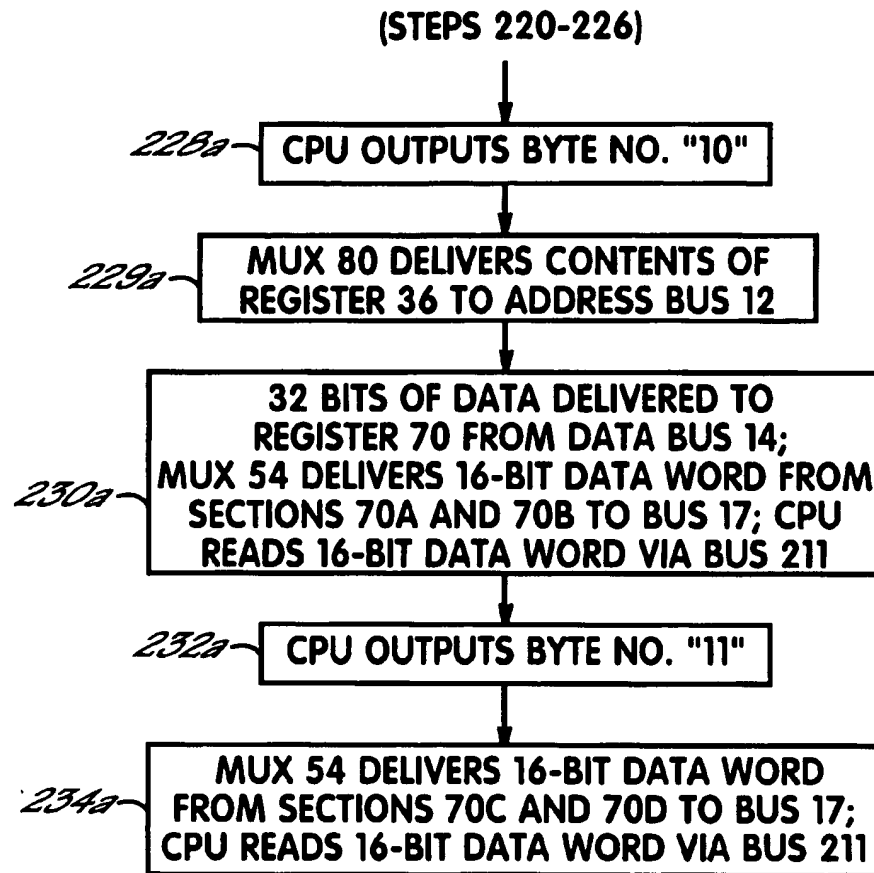 (STEPS 220-226)
228a
CPU OUTPUTS BYTE NO. "10"
229a
MUX 80 DELIVERS CONTENTS OF
REGISTER 36 TO ADDRESS BUS 12
230a
32 BITS OF DATA DELIVERED TO
REGISTER 70 FROM DATA BUS 14;
MUX 54 DELIVERS 16-BIT DATA WORD FROM
SECTIONS 70A AND 70B TO BUS 17; CPU
READS 16-BIT DATA WORD VIA BUS 211
232a
CPU OUTPUTS BYTE NO. "11"
234a
MUX 54 DELIVERS 16-BIT DATA WORD
FROM SECTIONS 70C AND 70D TO BUS 17;
CPU READS 16-BIT DATA WORD VIA BUS 211